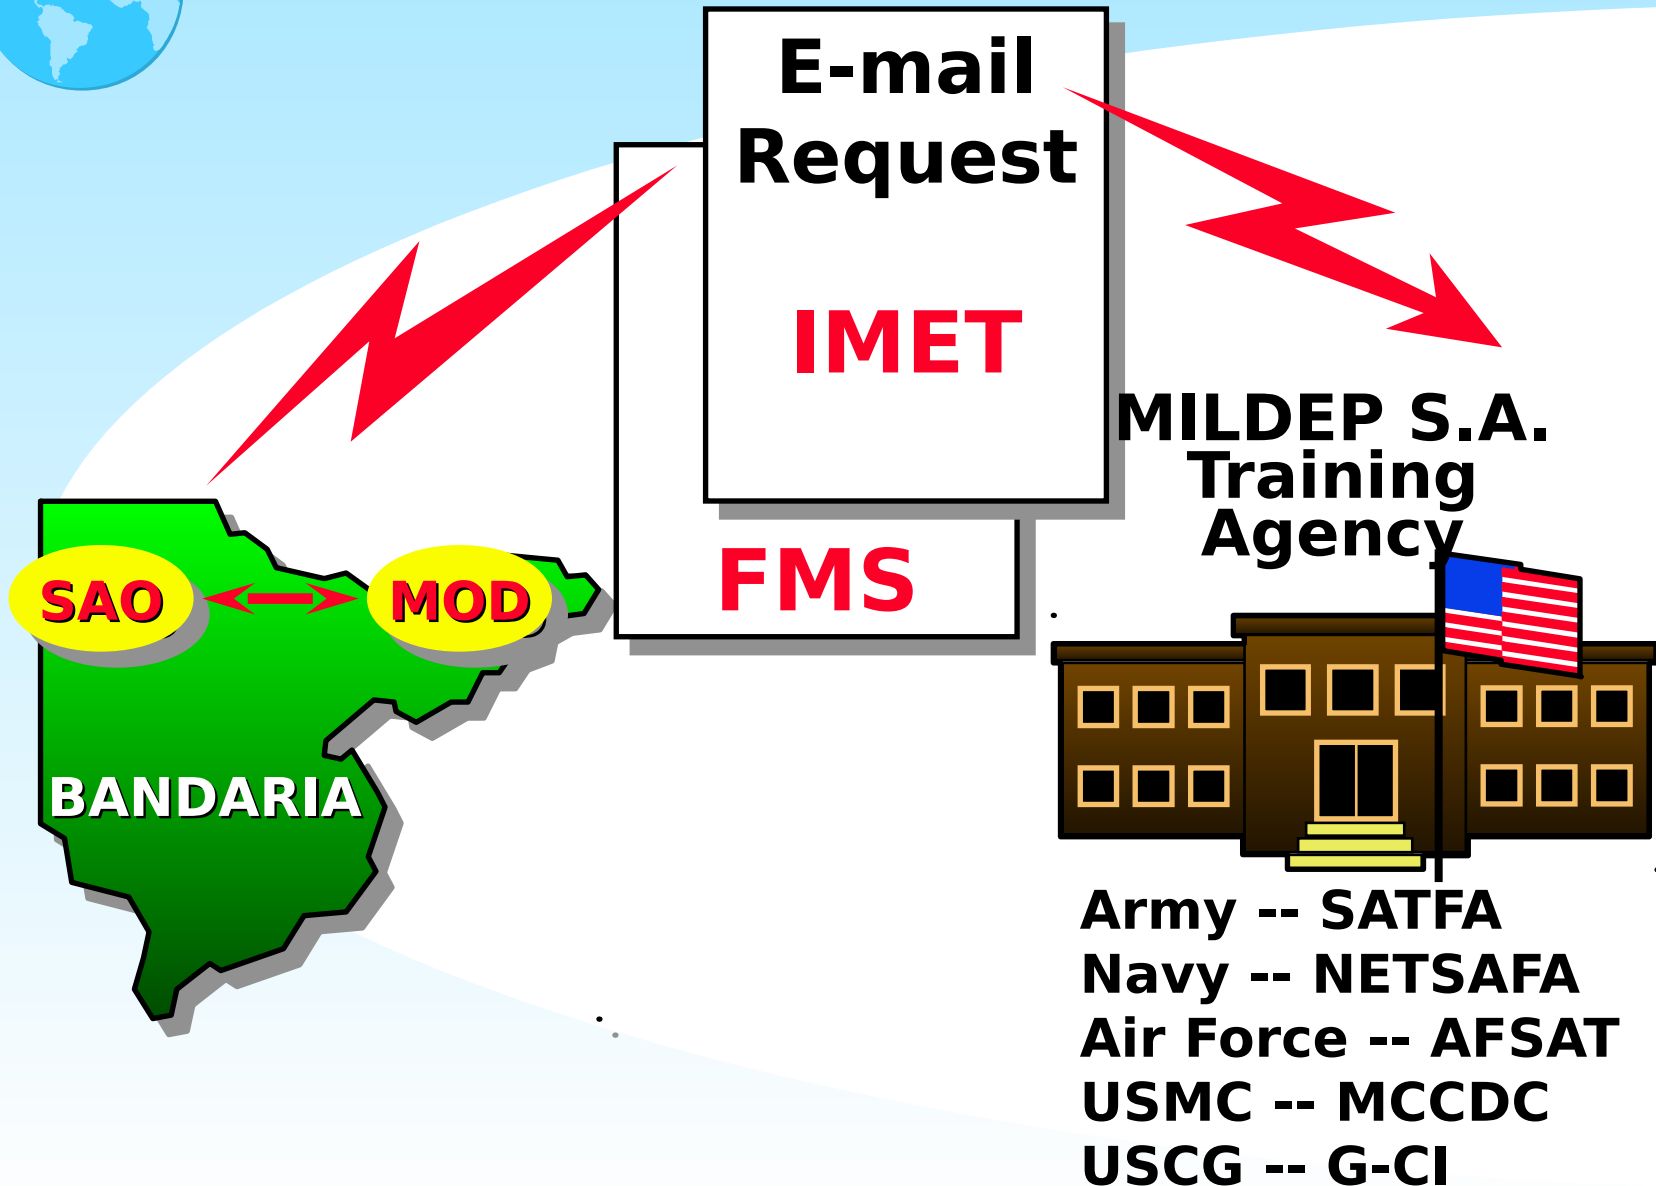 E-mail
Request
IMET
FMS
SAO
MOD
BANDARIA
MILDEP S.A.
Training
Agency
Army -- SATFA
Navy -- NETSAFA
Air Force -- AFSAT
USMC -- MCCDC
USCG -- G-CI